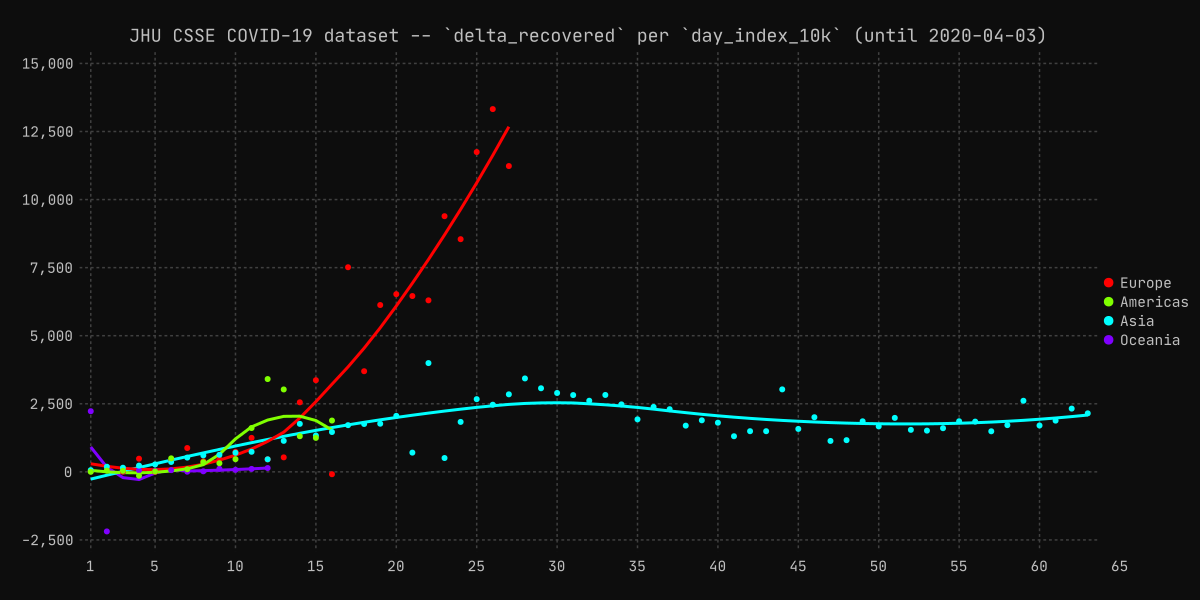 JHU CSSE COVID-19 dataset -- `delta_recovered` per `day_index_10k` (until 2020-04-03)
15,000
12,500
10,000
7,500
5,000
2,500
0
-2,500
1 5 10 15 20 25 30 35 40 45 50 55 60 65
Europe
Americas
Asia
Oceania